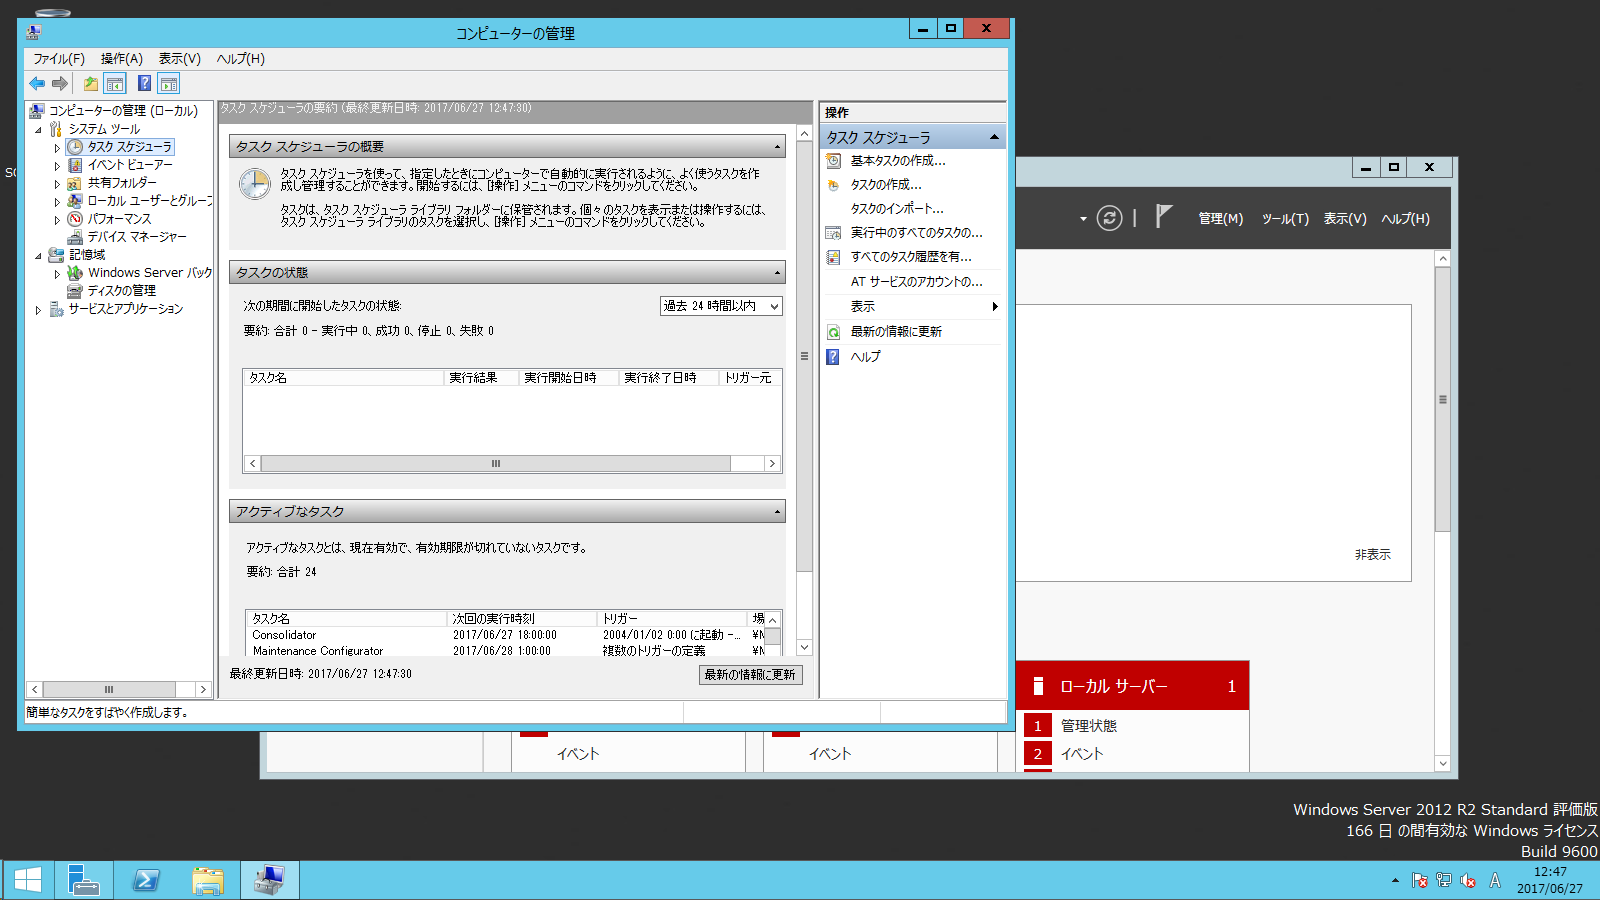 コンピューターの管理
ファイル(F) 操作(A) 表示(V) ヘルプ(H)
コンピューターの管理 (ローカル)
システム ツール
タスク スケジューラ
イベント ビューアー
共有フォルダー
ローカル ユーザーとグループ
パフォーマンス
デバイス マネージャー
記憶域
Windows Server バック
ディスクの管理
サービスとアプリケーション
タスク スケジューラの要約 (最終更新日時: 2017/06/27 12:47:30)
タスク スケジューラの概要
タスク スケジューラを使って、指定したときにコンピューターで自動的に実行されるように、よく使うタスクを作
成し管理することができます。開始するには、[操作] メニューのコマンドをクリックしてください。
タスクは、タスク スケジューラ ライブラリ フォルダーに保管されます。個々のタスクを表示または操作するには、
タスク スケジューラ ライブラリのタスクを選択し、[操作] メニューのコマンドをクリックしてください。
タスクの状態
次の期間に開始したタスクの状態:
過去 24 時間以内
要約: 合計 0 - 実行中 0、成功 0、停止 0、失敗 0
タスク名 実行結果 実行開始日時 実行終了日時 トリガー元
アクティブなタスク
アクティブなタスクとは、現在有効で、有効期限が切れていないタスクです。
要約: 合計 24
タスク名 次回の実行時刻 トリガー 場
Consolidator 2017/06/27 18:00:00 2004/01/02 0:00 に起動 -... ¥M
Maintenance Configurator 2017/06/28 1:00:00 複数のトリガーの定義 ¥M
最終更新日時: 2017/06/27 12:47:30
最新の情報に更新
操作
タスク スケジューラ
基本タスクの作成...
タスクの作成...
タスクのインポート...
実行中のすべてのタスクの...
すべてのタスク履歴を有...
AT サービスのアカウントの...
表示
最新の情報に更新
ヘルプ
簡単なタスクをすばやく作成します。
管理(M) ツール(T) 表示(V) ヘルプ(H)
非表示
ローカル サーバー 1
1 管理状態
2 イベント
イベント
イベント
Windows Server 2012 R2 Standard 評価版
166 日 の間有効な Windows ライセンス
Build 9600
A
12:47
2017/06/27